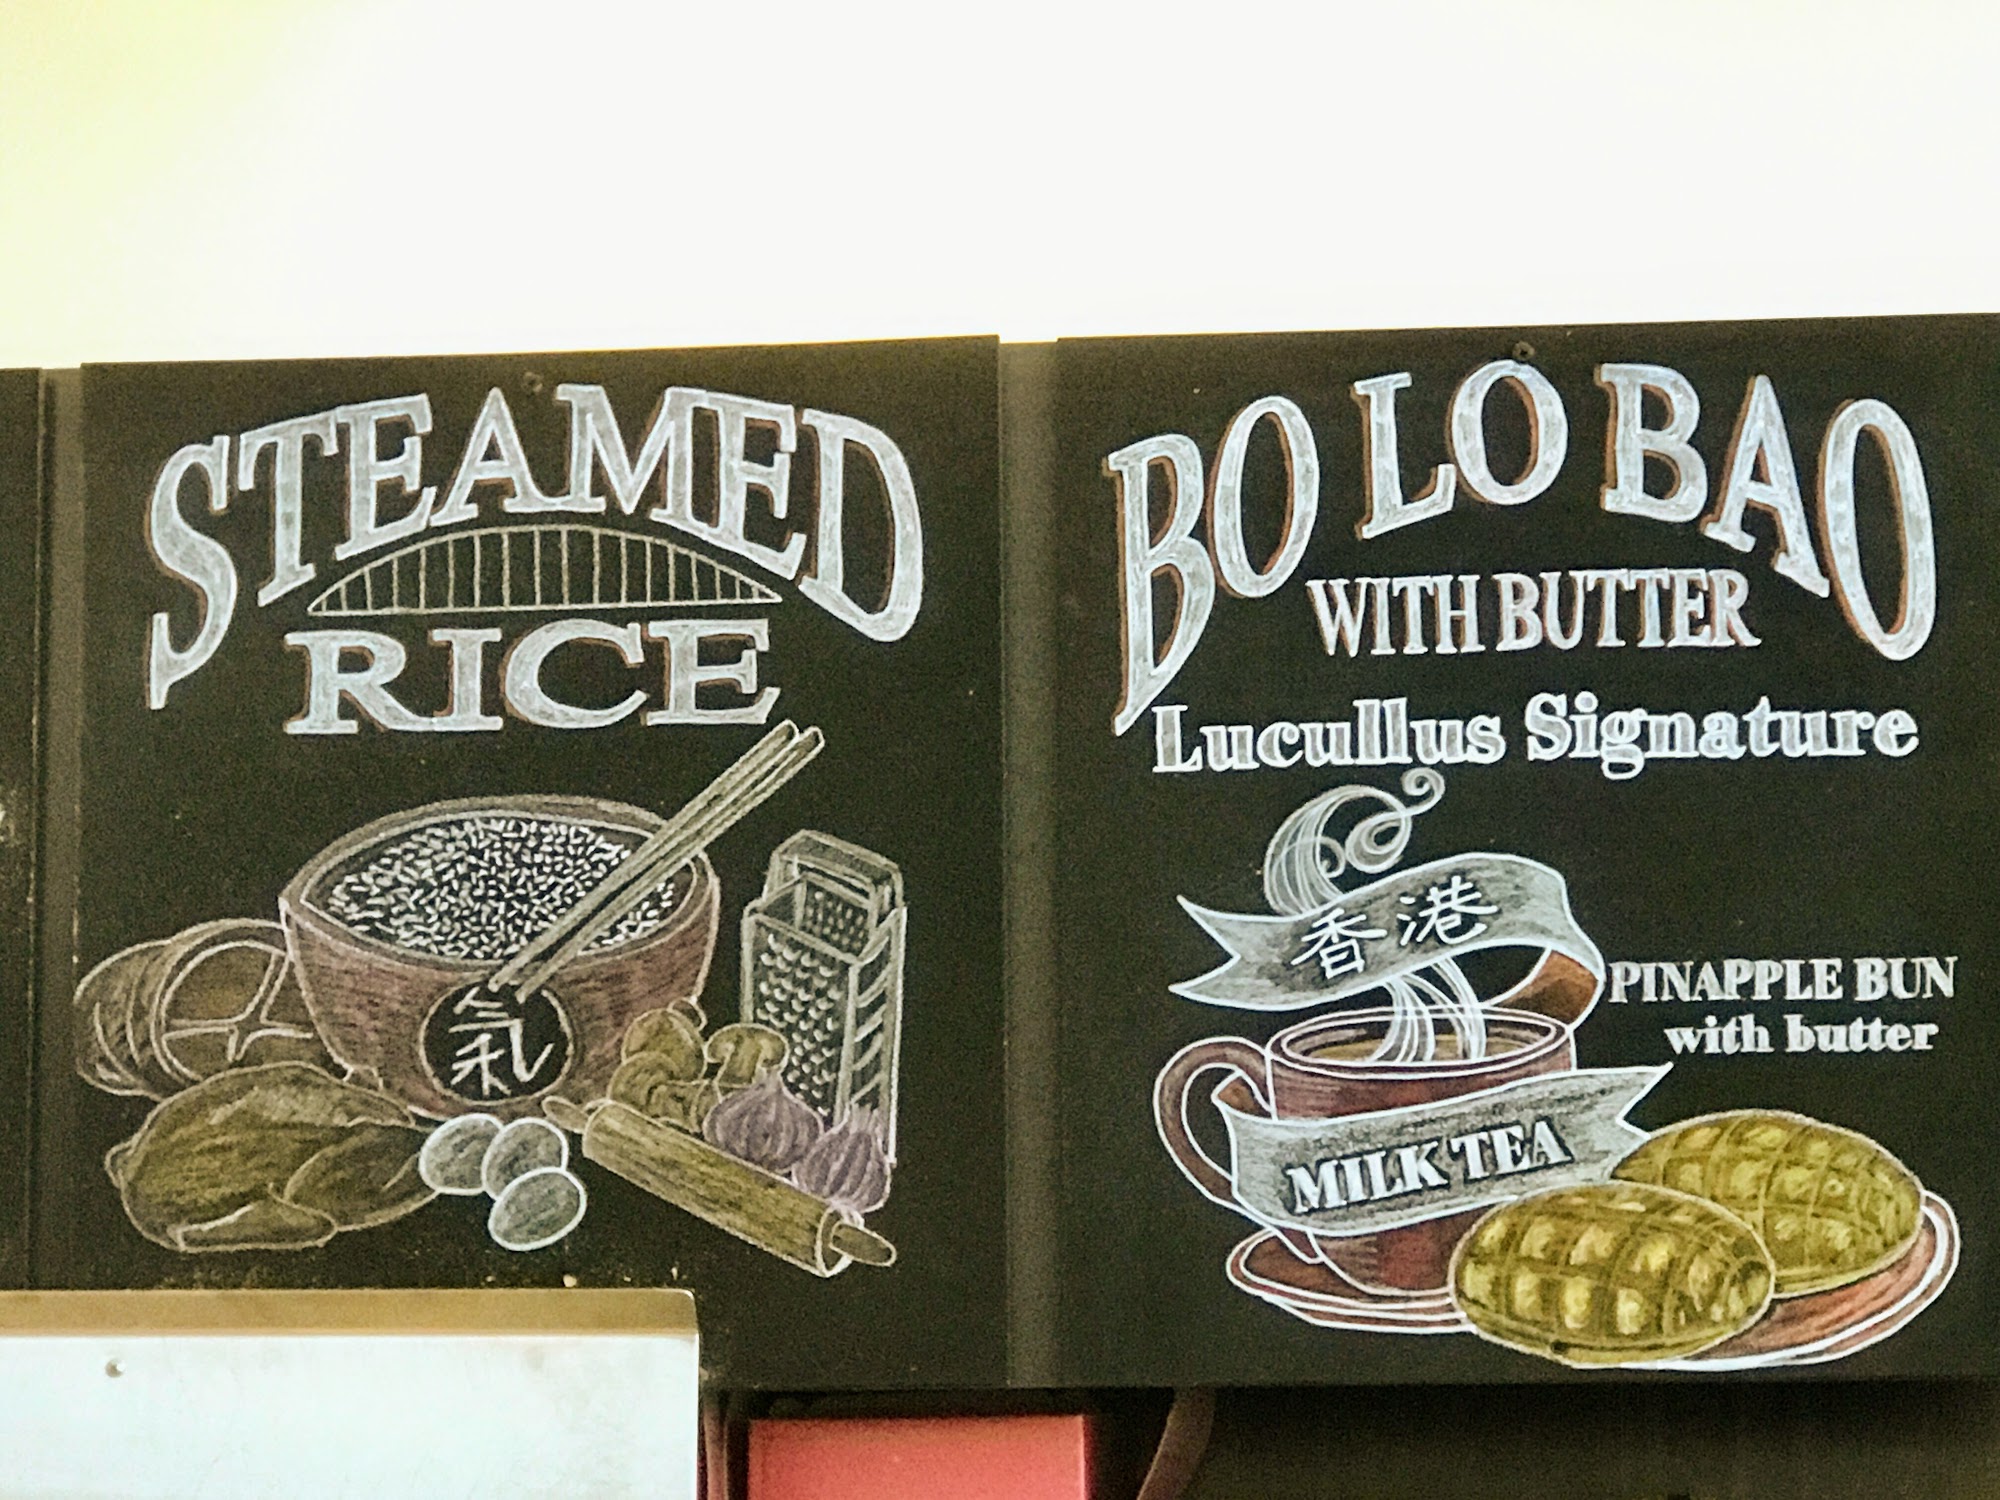 STEAMED
RICE
氣
BO LO BAO
WITH BUTTER
Lucullus Signature
香港
PINAPPLE BUN
with butter
MILK TEA